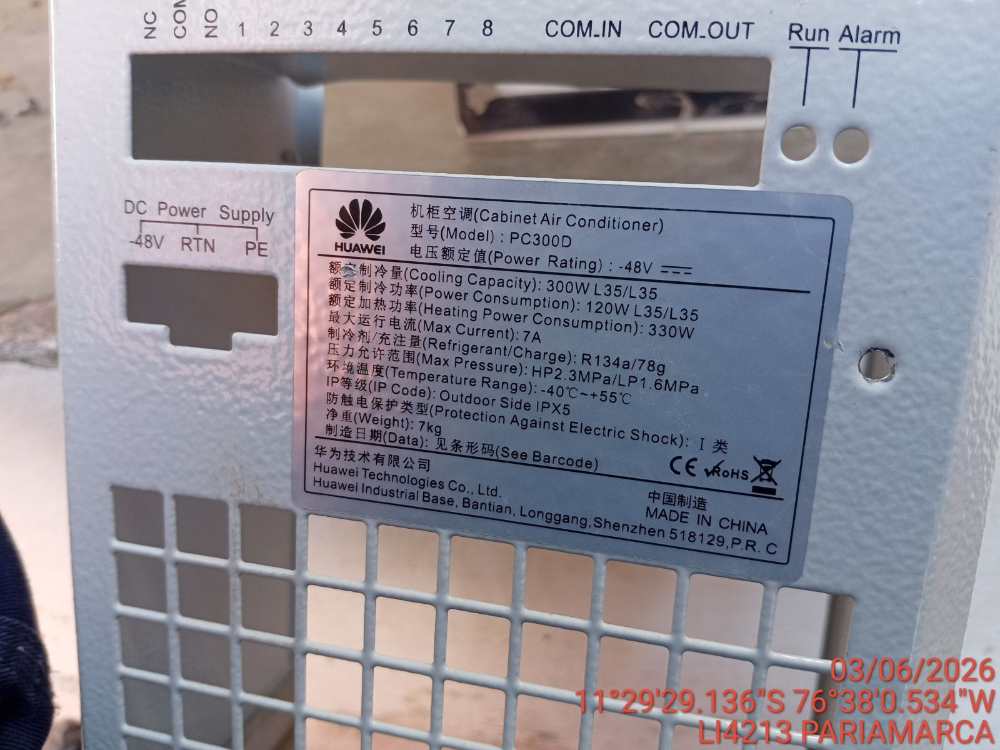 NC COM NO 1 2 3 4 5 6 7 8 COM_IN COM_OUT Run Alarm
DC Power Supply
-48V RTN PE
HUAWEI
机柜空调(Cabinet Air Conditioner)
型号(Model) : PC300D
电压额定值(Power Rating) : -48V
额定制冷量(Cooling Capacity): 300W L35/L35
额定制冷功率(Power Consumption): 120W L35/L35
额定加热功率(Heating Power Consumption): 330W
最大运行电流(Max Current): 7A
制冷剂/充注量(Refrigerant/Charge): R134a/78g
压力允许范围(Max Pressure): HP2.3MPa/LP1.6MPa
环境温度(Temperature Range): -40℃~+55℃
IP等级(IP Code): Outdoor Side IPX5
防触电保护类型(Protection Against Electric Shock): I 类
净重(Weight): 7kg
制造日期(Data): 见条形码(See Barcode)
CE RoHS
华为技术有限公司
Huawei Technologies Co., Ltd.
Huawei Industrial Base, Bantian, Longgang,Shenzhen 518129,P.R. C
中国制造
MADE IN CHINA
03/06/2026
11°29'29.136"S 76°38'0.534"W
LI4213 PARIAMARCA